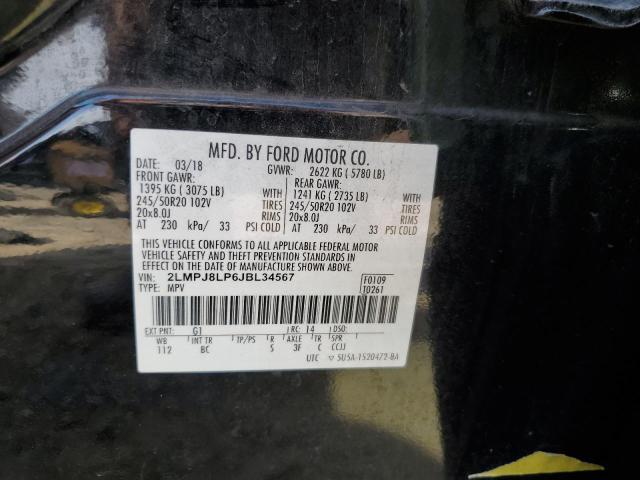 MFD. BY FORD MOTOR CO.
DATE: 03/18 GVWR: 2622 KG ( 5780 LB)
FRONT GAWR: REAR GAWR:
1395 KG ( 3075 LB) 1241 KG ( 2735 LB)
245/50R20 102V TIRES 245/50R20 102V TIRES
20x8.0J RIMS 20x8.0J RIMS
AT 230 kPa/ 33 PSI COLD AT 230 kPa/ 33 PSI COLD
THIS VEHICLE CONFORMS TO ALL APPLICABLE FEDERAL MOTOR
VEHICLE SAFETY AND THEFT PREVENTION STANDARDS IN
EFFECT ON THE DATE OF MANUFACTURE SHOWN ABOVE.
VIN: 2LMPJ8LP6JBL34567 F0109
TYPE: MPV T0261
EXT PNT: G1 RC: 14 DSO:
WB INT TR TP/PS R AXLE TR SPR
112 BC S 3F C CCJJ
UTC ▽ 5U5A-1520472-BA